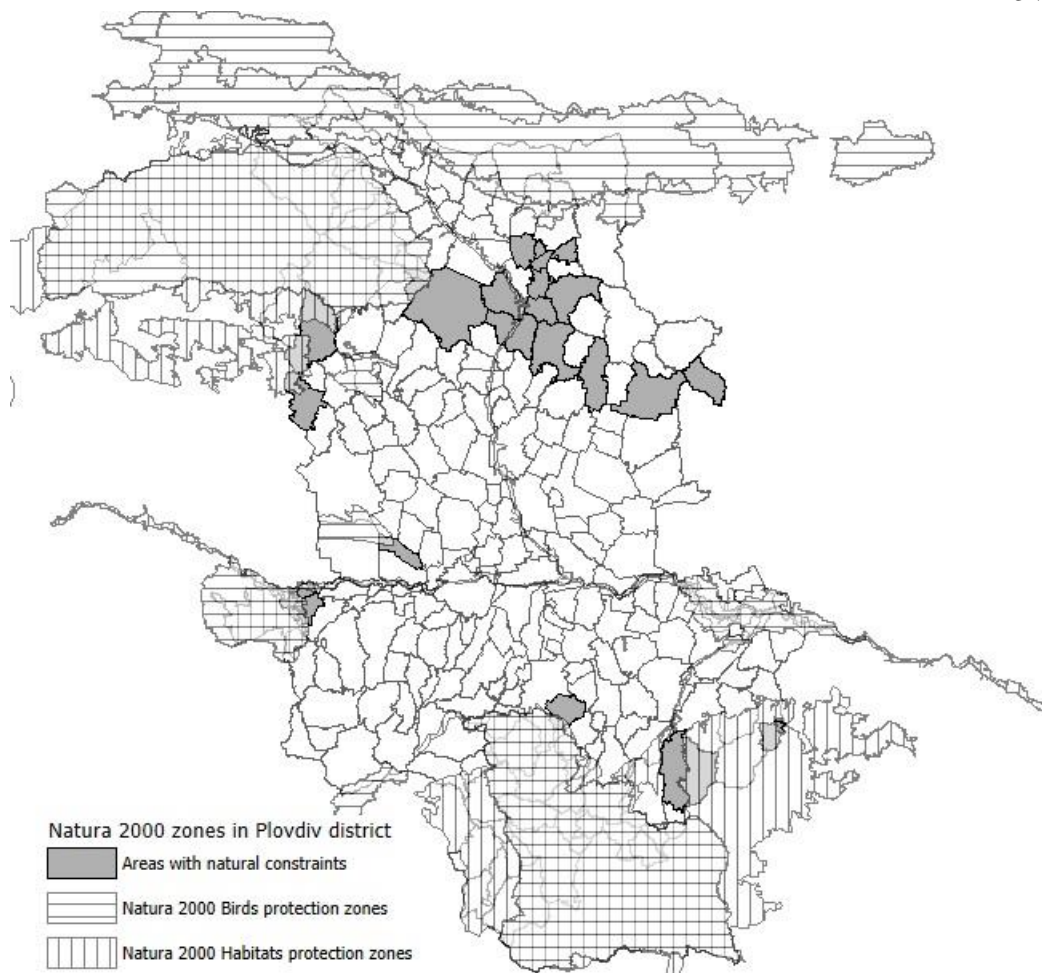 Natura 2000 zones in Plovdiv district
Areas with natural constraints
Natura 2000 Birds protection zones
Natura 2000 Habitats protection zones